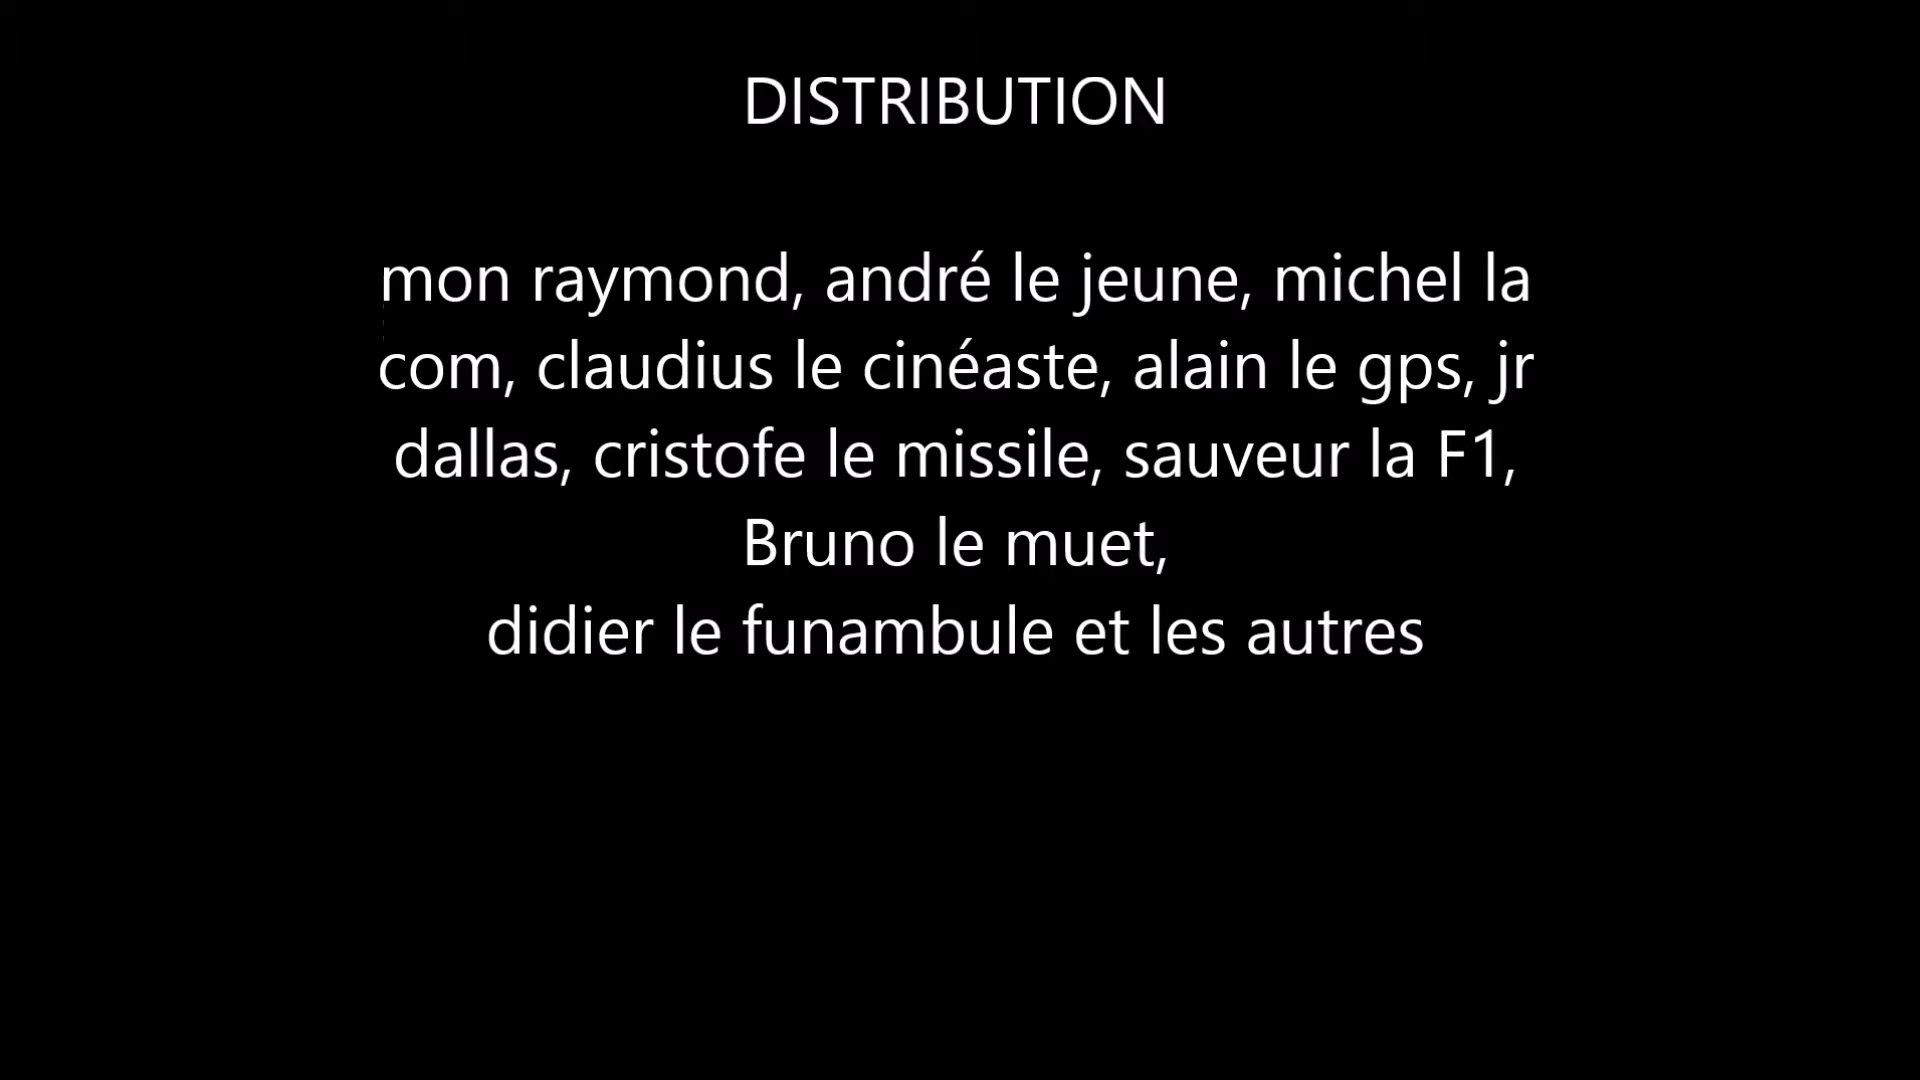 DISTRIBUTION
mon raymond, andré le jeune, michel la
com, claudius le cinéaste, alain le gps, jr
dallas, cristofe le missile, sauveur la F1,
Bruno le muet,
didier le funambule et les autres